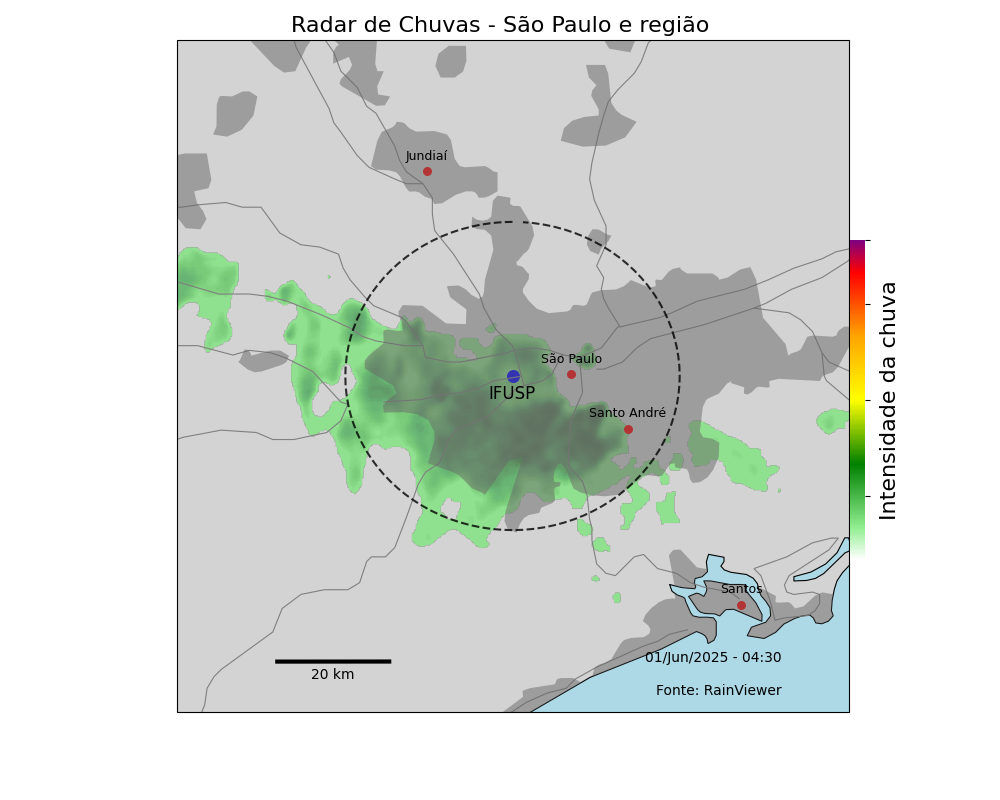 Radar de Chuvas - São Paulo e região
Jundiaí
São Paulo
IFUSP
Santo André
Intensidade da chuva
Santos
01/Jun/2025 - 04:30
20 km
Fonte: RainViewer